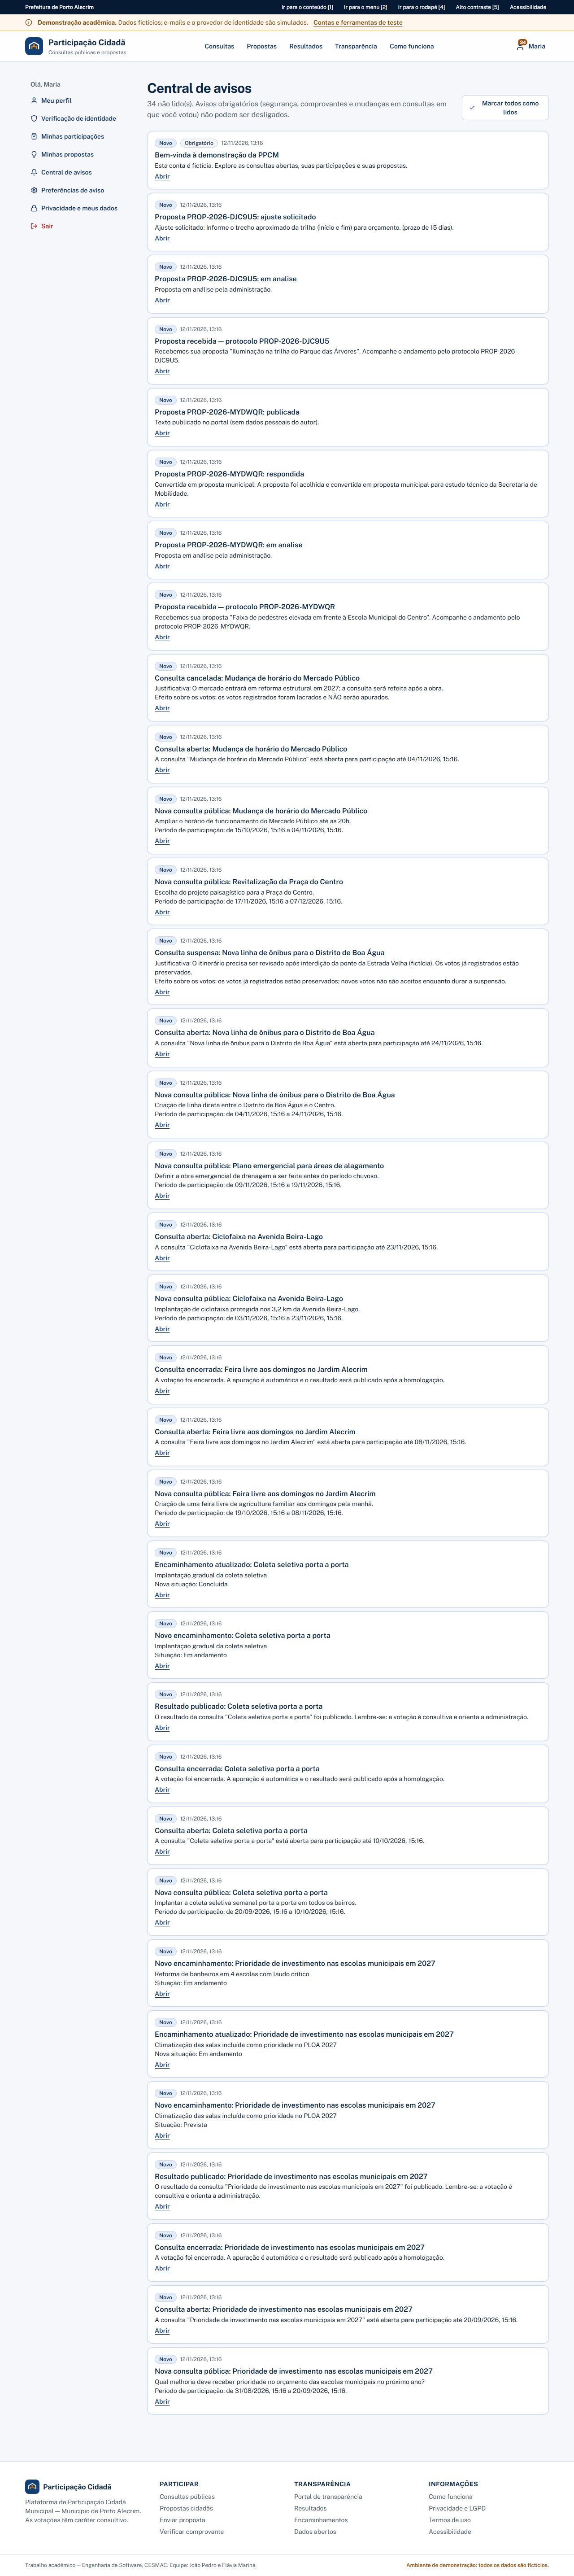 Prefeitura de Porto Alecrim
Ir para o conteúdo [1] Ir para o menu [2] Ir para o rodapé [4] Alto contraste [5] Acessibilidade
Demonstração acadêmica. Dados fictícios; e-mails e o provedor de identidade são simulados. Contas e ferramentas de teste
Participação Cidadã
Consultas públicas e propostas
Consultas Propostas Resultados Transparência Como funciona
34 Maria
Olá, Maria
Meu perfil
Verificação de identidade
Minhas participações
Minhas propostas
Central de avisos
Preferências de aviso
Privacidade e meus dados
Sair
Central de avisos
34 não lido(s). Avisos obrigatórios (segurança, comprovantes e mudanças em consultas em
que você votou) não podem ser desligados.
Marcar todos como
lidos
Novo Obrigatório 12/11/2026, 13:16
Bem-vinda à demonstração da PPCM
Esta conta é fictícia. Explore as consultas abertas, suas participações e suas propostas.
Abrir
Novo 12/11/2026, 13:16
Proposta PROP-2026-DJC9U5: ajuste solicitado
Ajuste solicitado: Informe o trecho aproximado da trilha (início e fim) para orçamento. (prazo de 15 dias).
Abrir
Novo 12/11/2026, 13:16
Proposta PROP-2026-DJC9U5: em analise
Proposta em análise pela administração.
Abrir
Novo 12/11/2026, 13:16
Proposta recebida — protocolo PROP-2026-DJC9U5
Recebemos sua proposta "Iluminação na trilha do Parque das Árvores". Acompanhe o andamento pelo protocolo PROP-2026-
DJC9U5.
Abrir
Novo 12/11/2026, 13:16
Proposta PROP-2026-MYDWQR: publicada
Texto publicado no portal (sem dados pessoais do autor).
Abrir
Novo 12/11/2026, 13:16
Proposta PROP-2026-MYDWQR: respondida
Convertida em proposta municipal: A proposta foi acolhida e convertida em proposta municipal para estudo técnico da Secretaria de
Mobilidade.
Abrir
Novo 12/11/2026, 13:16
Proposta PROP-2026-MYDWQR: em analise
Proposta em análise pela administração.
Abrir
Novo 12/11/2026, 13:16
Proposta recebida — protocolo PROP-2026-MYDWQR
Recebemos sua proposta "Faixa de pedestres elevada em frente à Escola Municipal do Centro". Acompanhe o andamento pelo
protocolo PROP-2026-MYDWQR.
Abrir
Novo 12/11/2026, 13:16
Consulta cancelada: Mudança de horário do Mercado Público
Justificativa: O mercado entrará em reforma estrutural em 2027; a consulta será refeita após a obra.
Efeito sobre os votos: os votos registrados foram lacrados e NÃO serão apurados.
Abrir
Novo 12/11/2026, 13:16
Consulta aberta: Mudança de horário do Mercado Público
A consulta "Mudança de horário do Mercado Público" está aberta para participação até 04/11/2026, 15:16.
Abrir
Novo 12/11/2026, 13:16
Nova consulta pública: Mudança de horário do Mercado Público
Ampliar o horário de funcionamento do Mercado Público até as 20h.
Período de participação: de 15/10/2026, 15:16 a 04/11/2026, 15:16.
Abrir
Novo 12/11/2026, 13:16
Nova consulta pública: Revitalização da Praça do Centro
Escolha do projeto paisagístico para a Praça do Centro.
Período de participação: de 17/11/2026, 15:16 a 07/12/2026, 15:16.
Abrir
Novo 12/11/2026, 13:16
Consulta suspensa: Nova linha de ônibus para o Distrito de Boa Água
Justificativa: O itinerário precisa ser revisado após interdição da ponte da Estrada Velha (fictícia). Os votos já registrados estão
preservados.
Efeito sobre os votos: os votos já registrados estão preservados; novos votos não são aceitos enquanto durar a suspensão.
Abrir
Novo 12/11/2026, 13:16
Consulta aberta: Nova linha de ônibus para o Distrito de Boa Água
A consulta "Nova linha de ônibus para o Distrito de Boa Água" está aberta para participação até 24/11/2026, 15:16.
Abrir
Novo 12/11/2026, 13:16
Nova consulta pública: Nova linha de ônibus para o Distrito de Boa Água
Criação de linha direta entre o Distrito de Boa Água e o Centro.
Período de participação: de 04/11/2026, 15:16 a 24/11/2026, 15:16.
Abrir
Novo 12/11/2026, 13:16
Nova consulta pública: Plano emergencial para áreas de alagamento
Definir a obra emergencial de drenagem a ser feita antes do período chuvoso.
Período de participação: de 09/11/2026, 15:16 a 19/11/2026, 15:16.
Abrir
Novo 12/11/2026, 13:16
Consulta aberta: Ciclofaixa na Avenida Beira-Lago
A consulta "Ciclofaixa na Avenida Beira-Lago" está aberta para participação até 23/11/2026, 15:16.
Abrir
Novo 12/11/2026, 13:16
Nova consulta pública: Ciclofaixa na Avenida Beira-Lago
Implantação de ciclofaixa protegida nos 3,2 km da Avenida Beira-Lago.
Período de participação: de 03/11/2026, 15:16 a 23/11/2026, 15:16.
Abrir
Novo 12/11/2026, 13:16
Consulta encerrada: Feira livre aos domingos no Jardim Alecrim
A votação foi encerrada. A apuração é automática e o resultado será publicado após a homologação.
Abrir
Novo 12/11/2026, 13:16
Consulta aberta: Feira livre aos domingos no Jardim Alecrim
A consulta "Feira livre aos domingos no Jardim Alecrim" está aberta para participação até 08/11/2026, 15:16.
Abrir
Novo 12/11/2026, 13:16
Nova consulta pública: Feira livre aos domingos no Jardim Alecrim
Criação de uma feira livre de agricultura familiar aos domingos pela manhã.
Período de participação: de 19/10/2026, 15:16 a 08/11/2026, 15:16.
Abrir
Novo 12/11/2026, 13:16
Encaminhamento atualizado: Coleta seletiva porta a porta
Implantação gradual da coleta seletiva
Nova situação: Concluída
Abrir
Novo 12/11/2026, 13:16
Novo encaminhamento: Coleta seletiva porta a porta
Implantação gradual da coleta seletiva
Situação: Em andamento
Abrir
Novo 12/11/2026, 13:16
Resultado publicado: Coleta seletiva porta a porta
O resultado da consulta "Coleta seletiva porta a porta" foi publicado. Lembre-se: a votação é consultiva e orienta a administração.
Abrir
Novo 12/11/2026, 13:16
Consulta encerrada: Coleta seletiva porta a porta
A votação foi encerrada. A apuração é automática e o resultado será publicado após a homologação.
Abrir
Novo 12/11/2026, 13:16
Consulta aberta: Coleta seletiva porta a porta
A consulta "Coleta seletiva porta a porta" está aberta para participação até 10/10/2026, 15:16.
Abrir
Novo 12/11/2026, 13:16
Nova consulta pública: Coleta seletiva porta a porta
Implantar a coleta seletiva semanal porta a porta em todos os bairros.
Período de participação: de 20/09/2026, 15:16 a 10/10/2026, 15:16.
Abrir
Novo 12/11/2026, 13:16
Novo encaminhamento: Prioridade de investimento nas escolas municipais em 2027
Reforma de banheiros em 4 escolas com laudo crítico
Situação: Em andamento
Abrir
Novo 12/11/2026, 13:16
Encaminhamento atualizado: Prioridade de investimento nas escolas municipais em 2027
Climatização das salas incluída como prioridade no PLOA 2027
Nova situação: Em andamento
Abrir
Novo 12/11/2026, 13:16
Novo encaminhamento: Prioridade de investimento nas escolas municipais em 2027
Climatização das salas incluída como prioridade no PLOA 2027
Situação: Prevista
Abrir
Novo 12/11/2026, 13:16
Resultado publicado: Prioridade de investimento nas escolas municipais em 2027
O resultado da consulta "Prioridade de investimento nas escolas municipais em 2027" foi publicado. Lembre-se: a votação é
consultiva e orienta a administração.
Abrir
Novo 12/11/2026, 13:16
Consulta encerrada: Prioridade de investimento nas escolas municipais em 2027
A votação foi encerrada. A apuração é automática e o resultado será publicado após a homologação.
Abrir
Novo 12/11/2026, 13:16
Consulta aberta: Prioridade de investimento nas escolas municipais em 2027
A consulta "Prioridade de investimento nas escolas municipais em 2027" está aberta para participação até 20/09/2026, 15:16.
Abrir
Novo 12/11/2026, 13:16
Nova consulta pública: Prioridade de investimento nas escolas municipais em 2027
Qual melhoria deve receber prioridade no orçamento das escolas municipais no próximo ano?
Período de participação: de 31/08/2026, 15:16 a 20/09/2026, 15:16.
Abrir
Participação Cidadã
Plataforma de Participação Cidadã
Municipal — Município de Porto Alecrim.
As votações têm caráter consultivo.
PARTICIPAR
Consultas públicas
Propostas cidadãs
Enviar proposta
Verificar comprovante
TRANSPARÊNCIA
Portal de transparência
Resultados
Encaminhamentos
Dados abertos
INFORMAÇÕES
Como funciona
Privacidade e LGPD
Termos de uso
Acessibilidade
Trabalho acadêmico — Engenharia de Software, CESMAC. Equipe: João Pedro e Flávia Marina.
Ambiente de demonstração: todos os dados são fictícios.